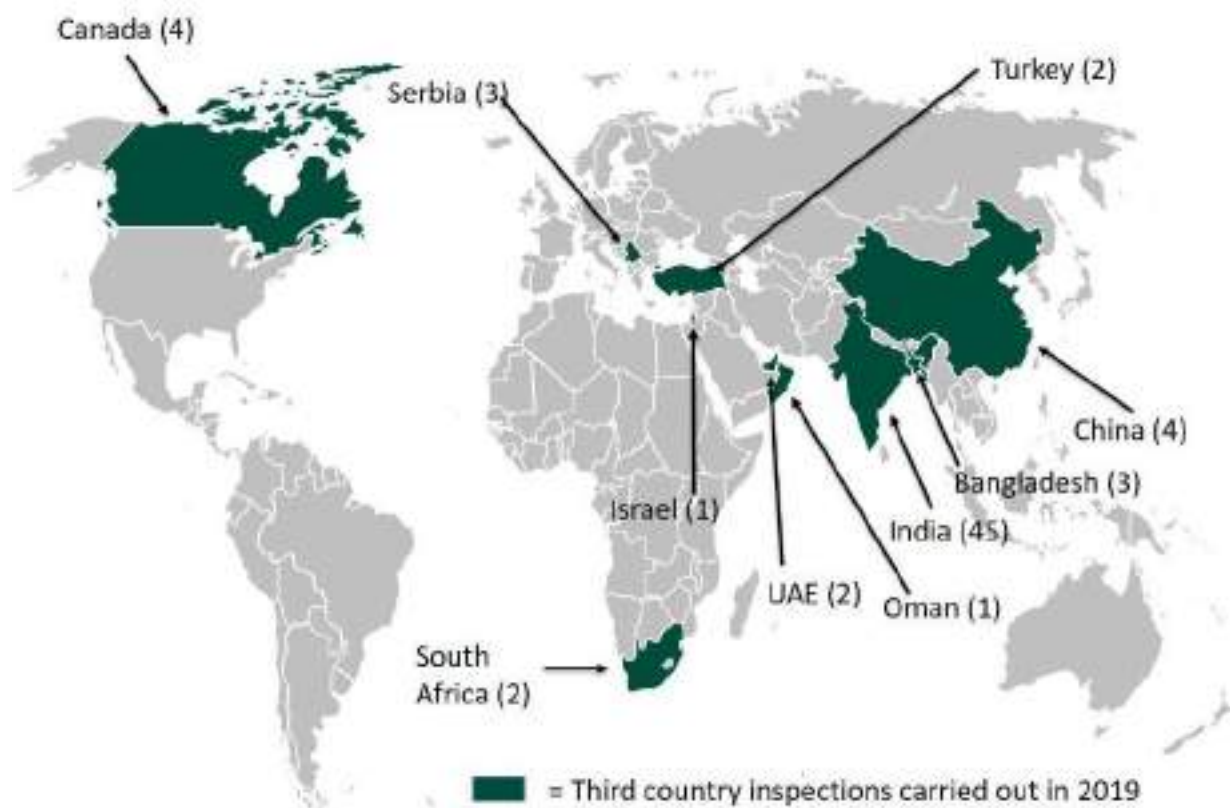 Canada (4)
Serbia (3)
Turkey (2)
China (4)
Bangladesh (3)
Israel (1)
India (45)
UAE (2)
Oman (1)
South
Africa (2)
= Third country inspections carried out in 2019